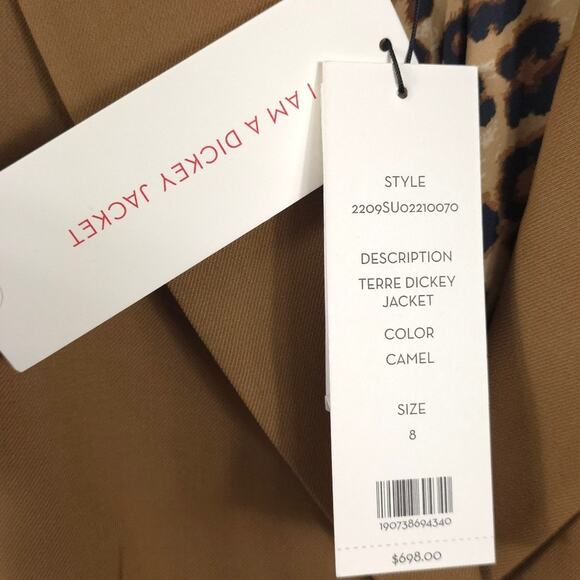 I AM A DICKEY JACKET
STYLE
2209SU02210070
DESCRIPTION
TERRE DICKEY
JACKET
COLOR
CAMEL
SIZE
8
190738694340
$698.00